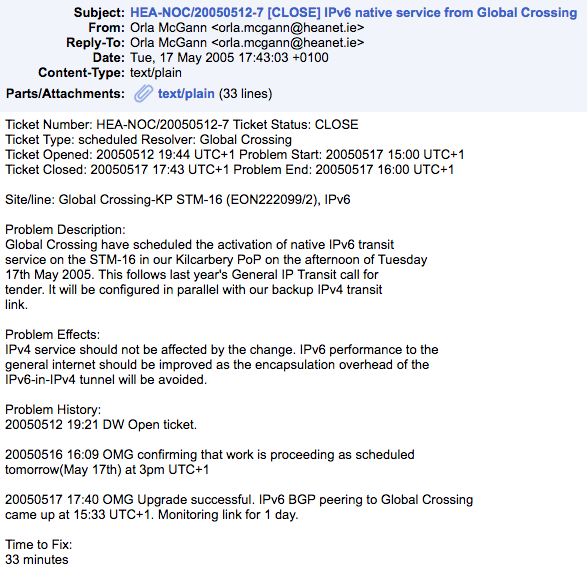 Subject: HEA-NOC/20050512-7 [CLOSE] IPv6 native service from Global Crossing
From: Orla McGann <orla.mcgann@heanet.ie>
Reply-To: Orla McGann <orla.mcgann@heanet.ie>
Date: Tue, 17 May 2005 17:43:03 +0100
Content-Type: text/plain
Parts/Attachments: text/plain (33 lines)
Ticket Number: HEA-NOC/20050512-7 Ticket Status: CLOSE
Ticket Type: scheduled Resolver: Global Crossing
Ticket Opened: 20050512 19:44 UTC+1 Problem Start: 20050517 15:00 UTC+1
Ticket Closed: 20050517 17:43 UTC+1 Problem End: 20050517 16:00 UTC+1
Site/line: Global Crossing-KP STM-16 (EON222099/2), IPv6
Problem Description:
Global Crossing have scheduled the activation of native IPv6 transit
service on the STM-16 in our Kilcarbery PoP on the afternoon of Tuesday
17th May 2005. This follows last year's General IP Transit call for
tender. It will be configured in parallel with our backup IPv4 transit
link.
Problem Effects:
IPv4 service should not be affected by the change. IPv6 performance to the
general internet should be improved as the encapsulation overhead of the
IPv6-in-IPv4 tunnel will be avoided.
Problem History:
20050512 19:21 DW Open ticket.
20050516 16:09 OMG confirming that work is proceeding as scheduled
tomorrow(May 17th) at 3pm UTC+1
20050517 17:40 OMG Upgrade successful. IPv6 BGP peering to Global Crossing
came up at 15:33 UTC+1. Monitoring link for 1 day.
Time to Fix:
33 minutes